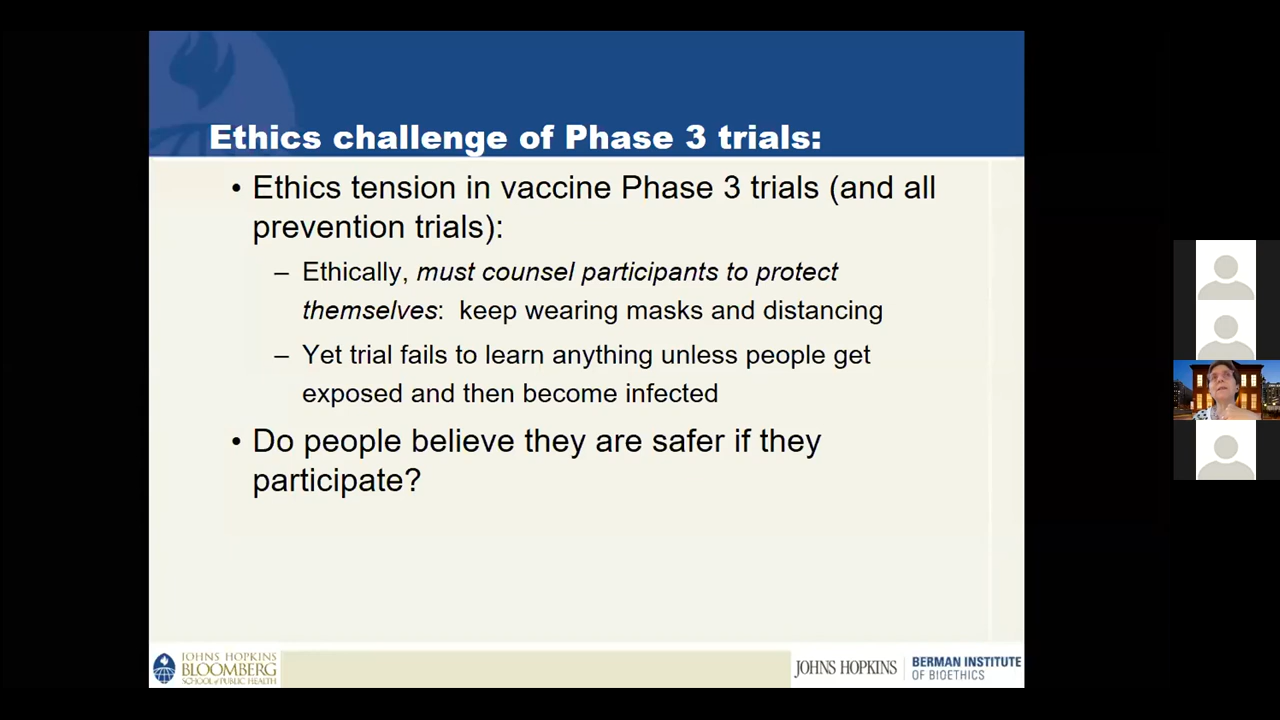 Ethics challenge of Phase 3 trials:
• Ethics tension in vaccine Phase 3 trials (and all
prevention trials):
– Ethically, must counsel participants to protect
themselves: keep wearing masks and distancing
– Yet trial fails to learn anything unless people get
exposed and then become infected
• Do people believe they are safer if they
participate?
JOHNS HOPKINS
BLOOMBERG
SCHOOL of PUBLIC HEALTH
JOHNS HOPKINS
BERMAN INSTITUTE
OF BIOETHICS